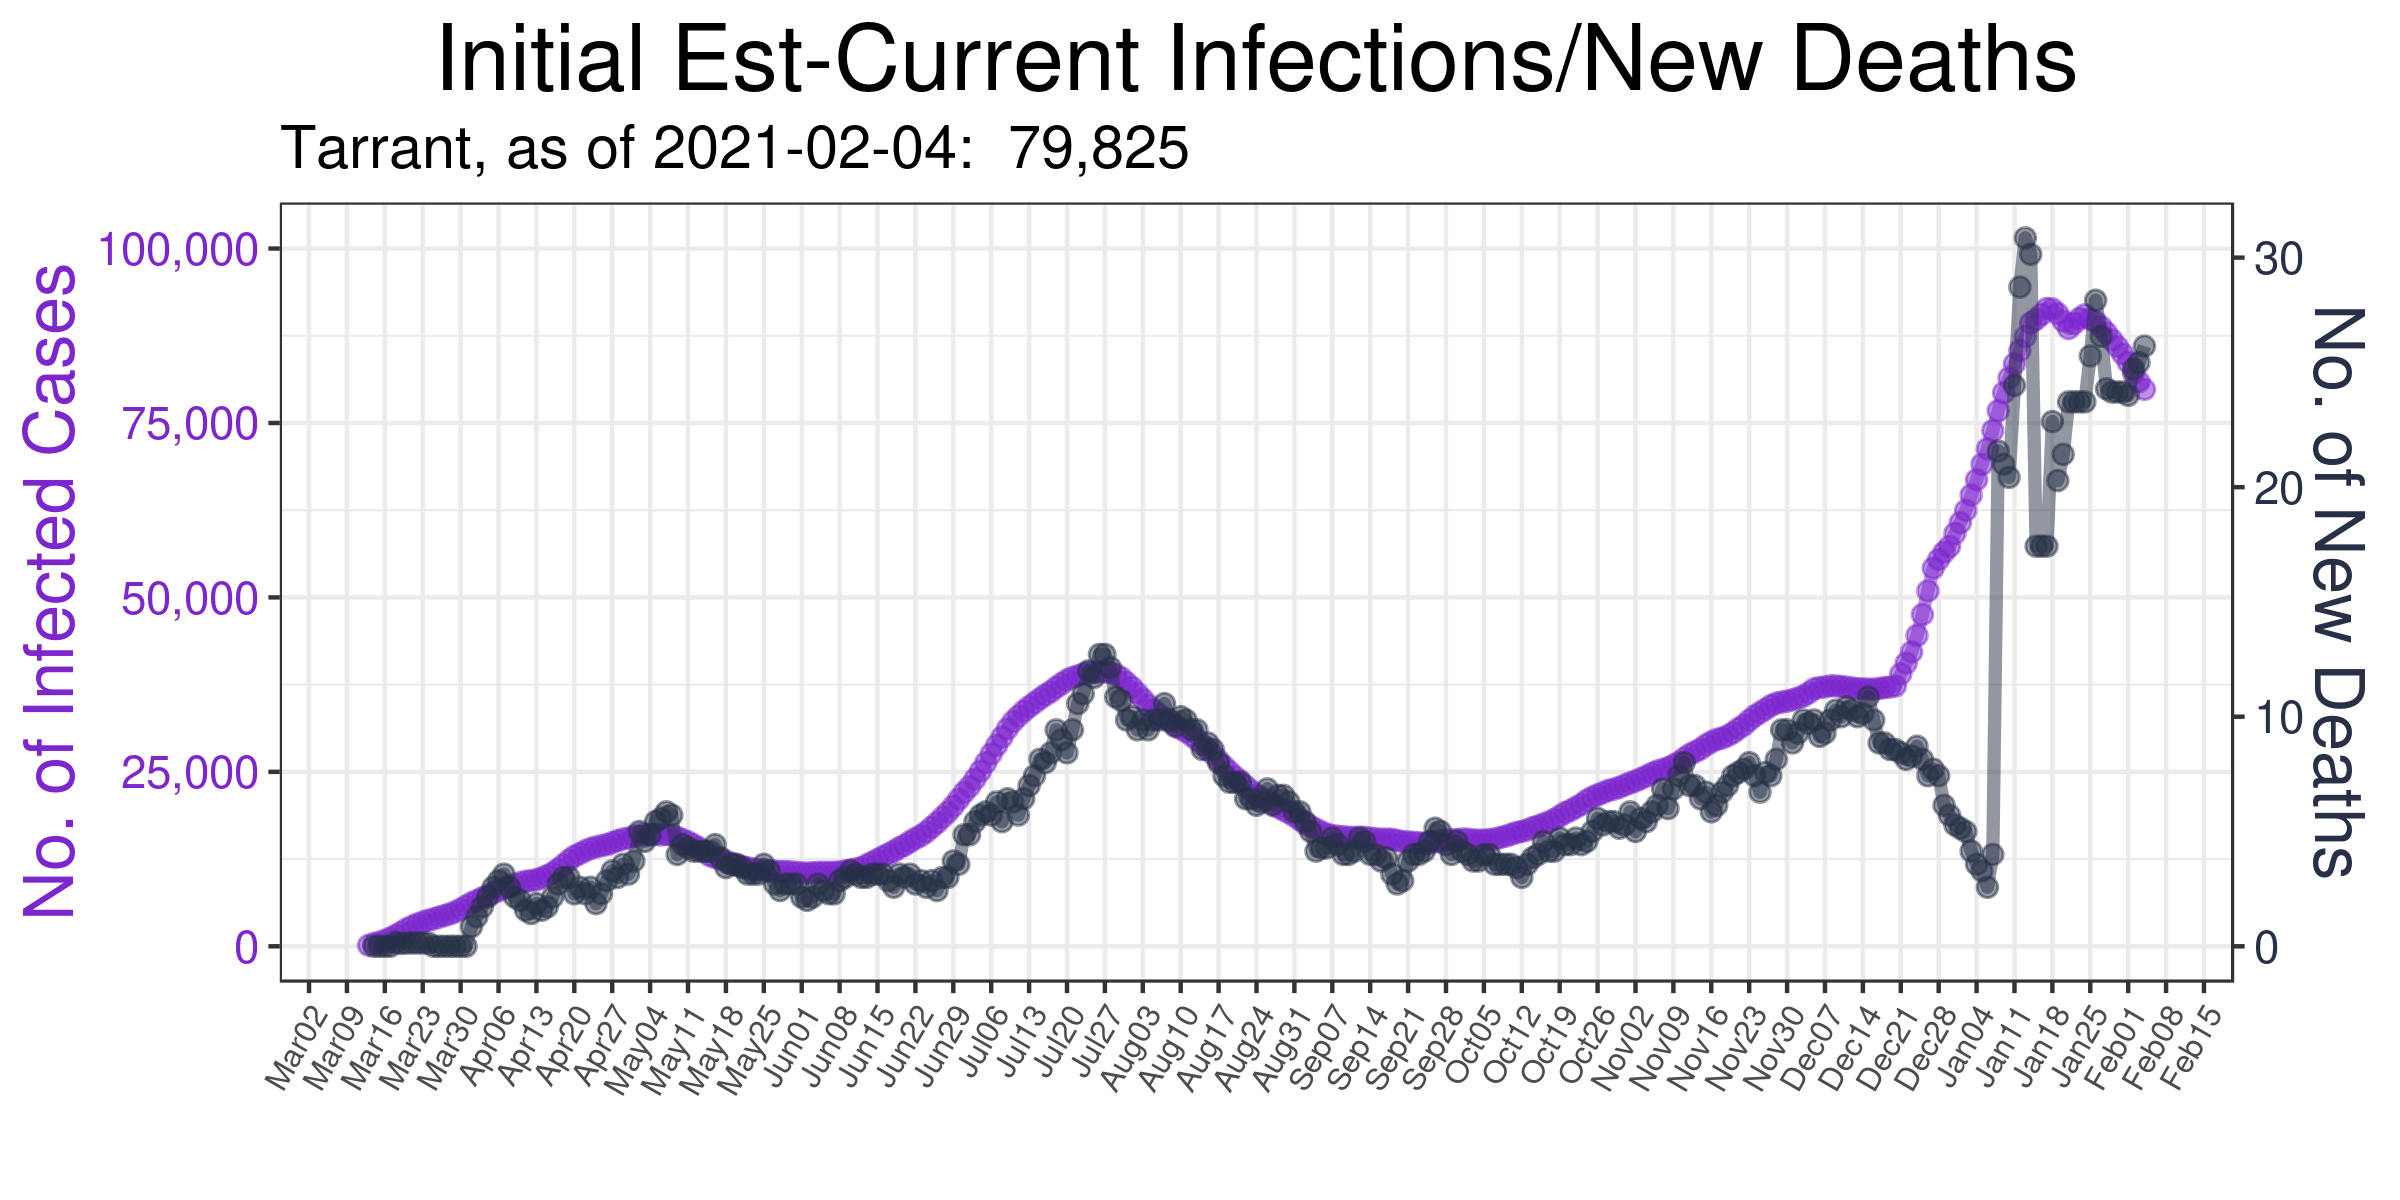 Initial Est-Current Infections/New Deaths
Tarrant, as of 2021-02-04: 79,825
No. of Infected Cases
100,000
75,000
50,000
25,000
0
30
20
10
0
No. of New Deaths
Mar02
Mar09
Mar16
Mar23
Mar30
Apr06
Apr13
Apr20
Apr27
May04
May11
May18
May25
Jun01
Jun08
Jun15
Jun22
Jun29
Jul06
Jul13
Jul20
Jul27
Aug03
Aug10
Aug17
Aug24
Aug31
Sep07
Sep14
Sep21
Sep28
Oct05
Oct12
Oct19
Oct26
Nov02
Nov09
Nov16
Nov23
Nov30
Dec07
Dec14
Dec21
Dec28
Jan04
Jan11
Jan18
Jan25
Feb01
Feb08
Feb15